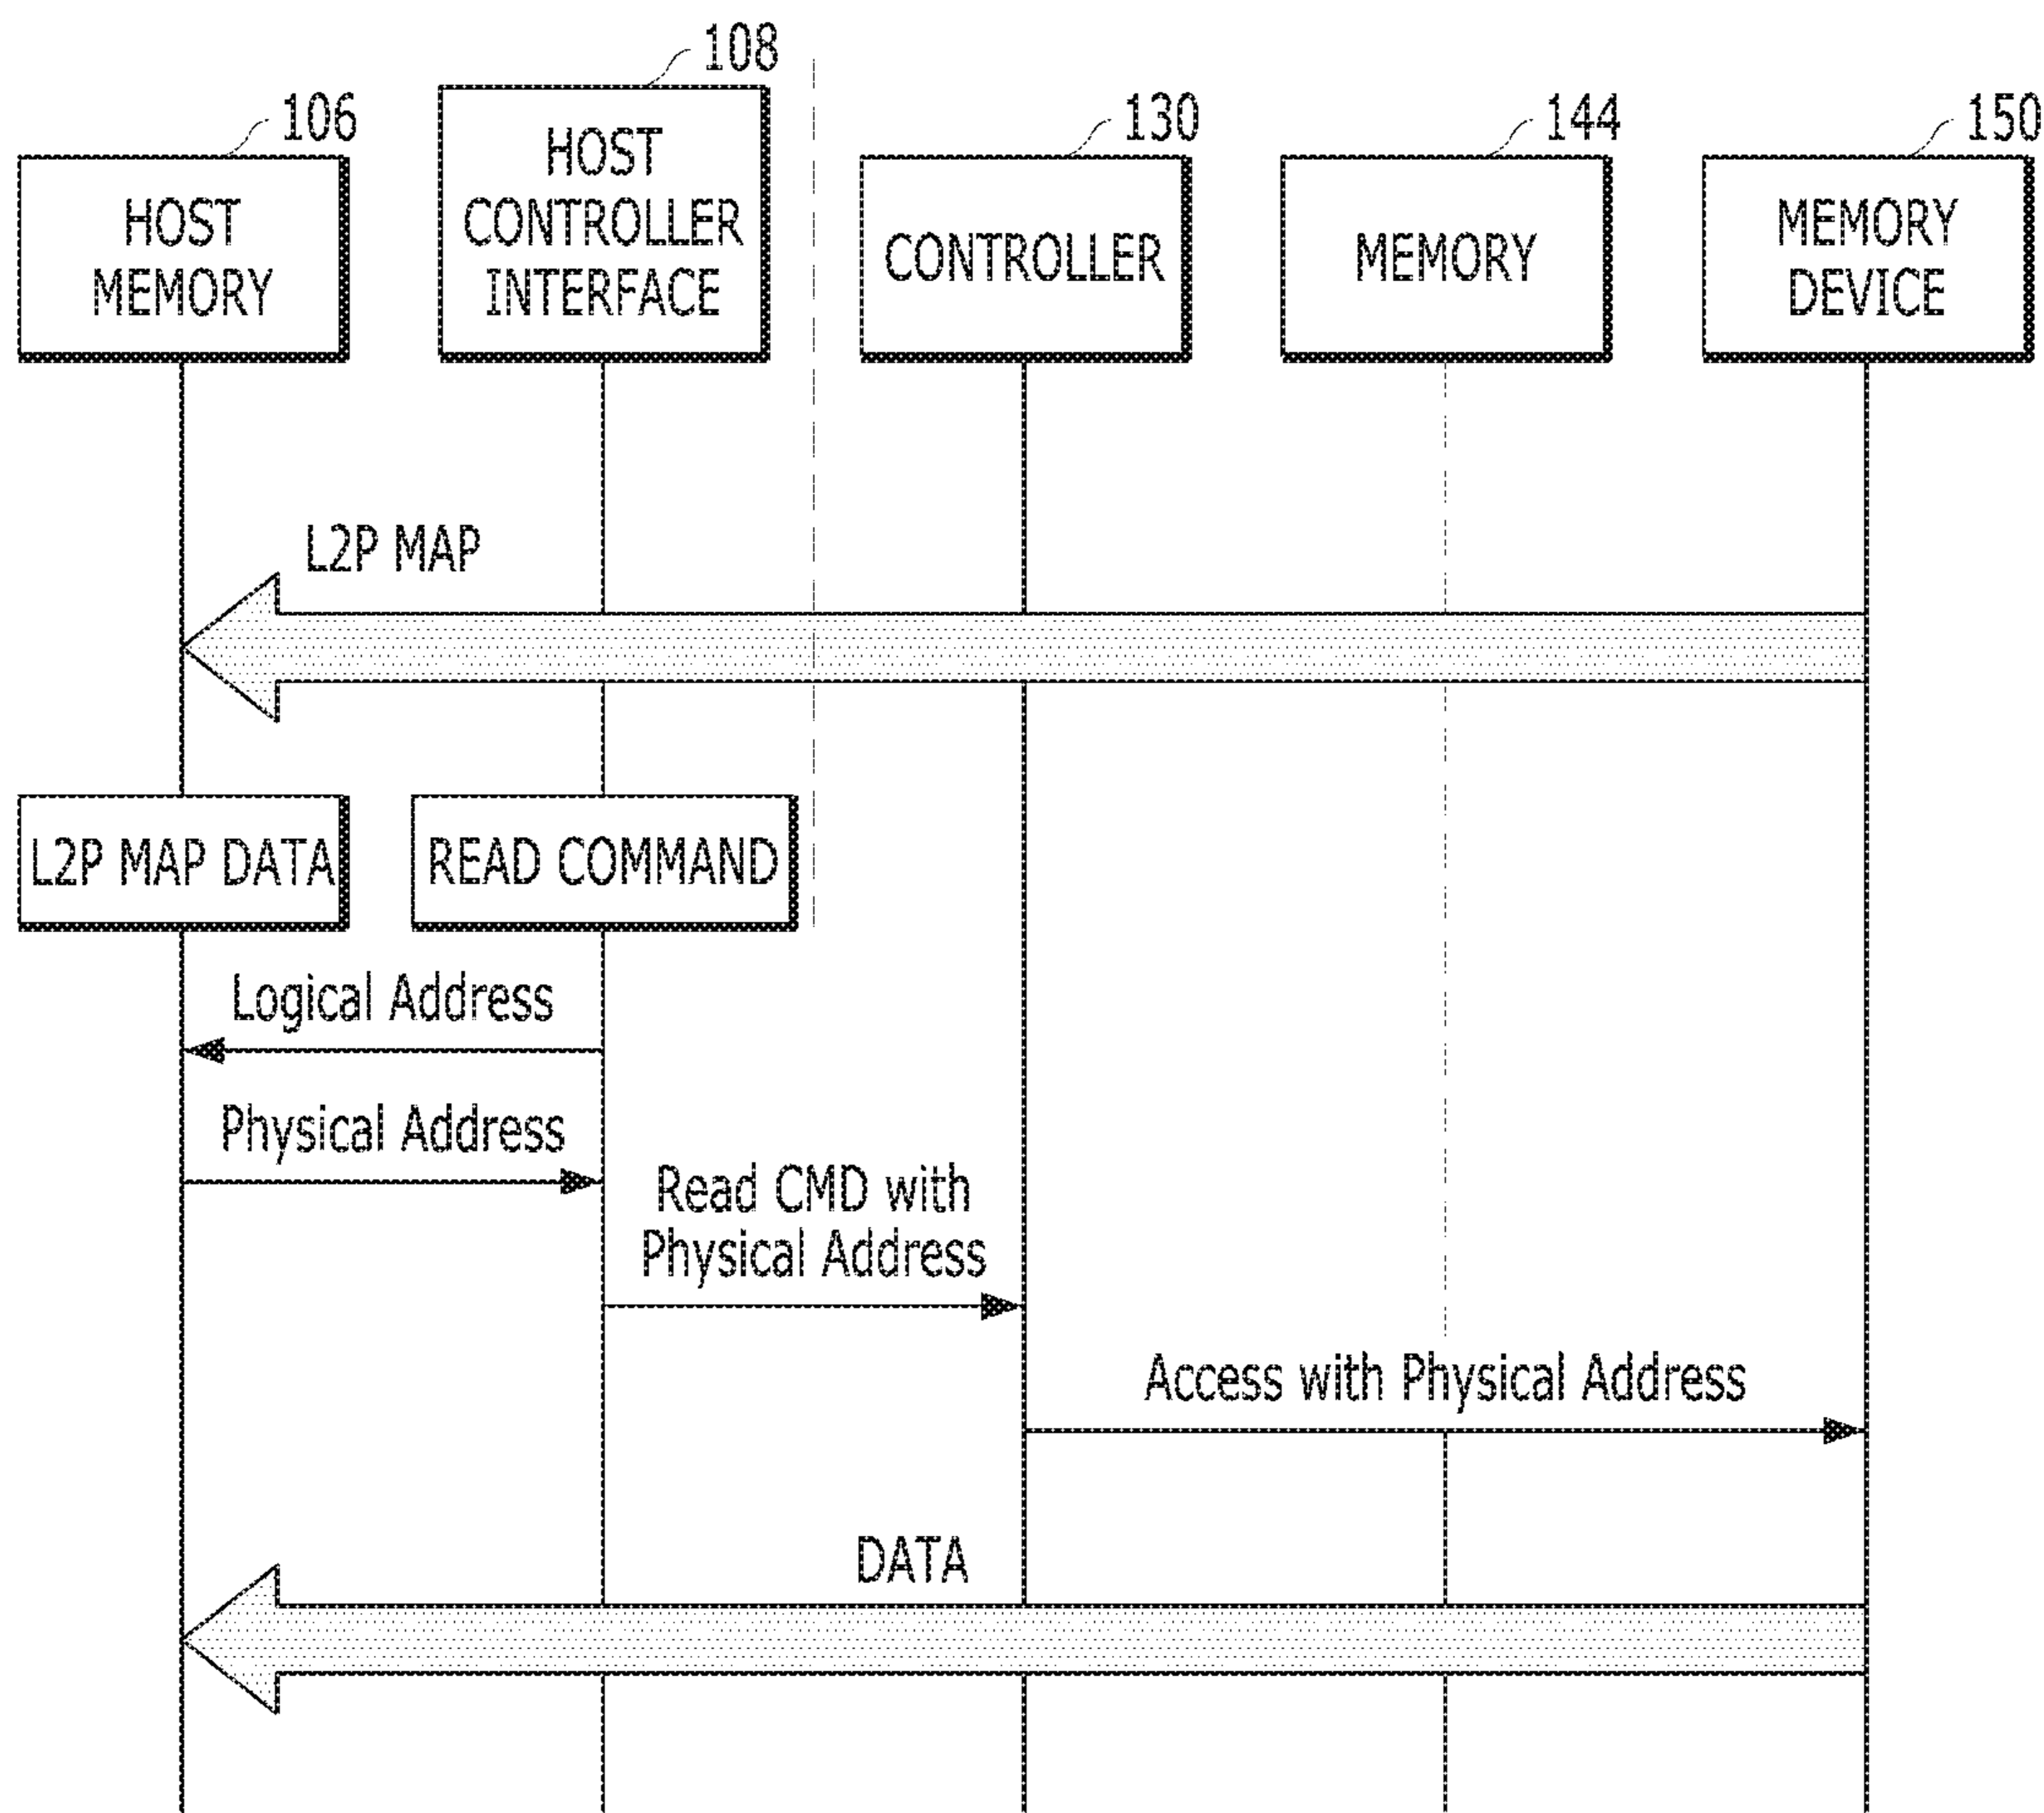 108
106
130
144
150
HOST
MEMORY
HOST
CONTROLLER
INTERFACE
CONTROLLER
MEMORY
MEMORY
DEVICE
L2P MAP
L2P MAP DATA
READ COMMAND
Logical Address
Physical Address
Read CMD with
Physical Address
Access with Physical Address
DATA